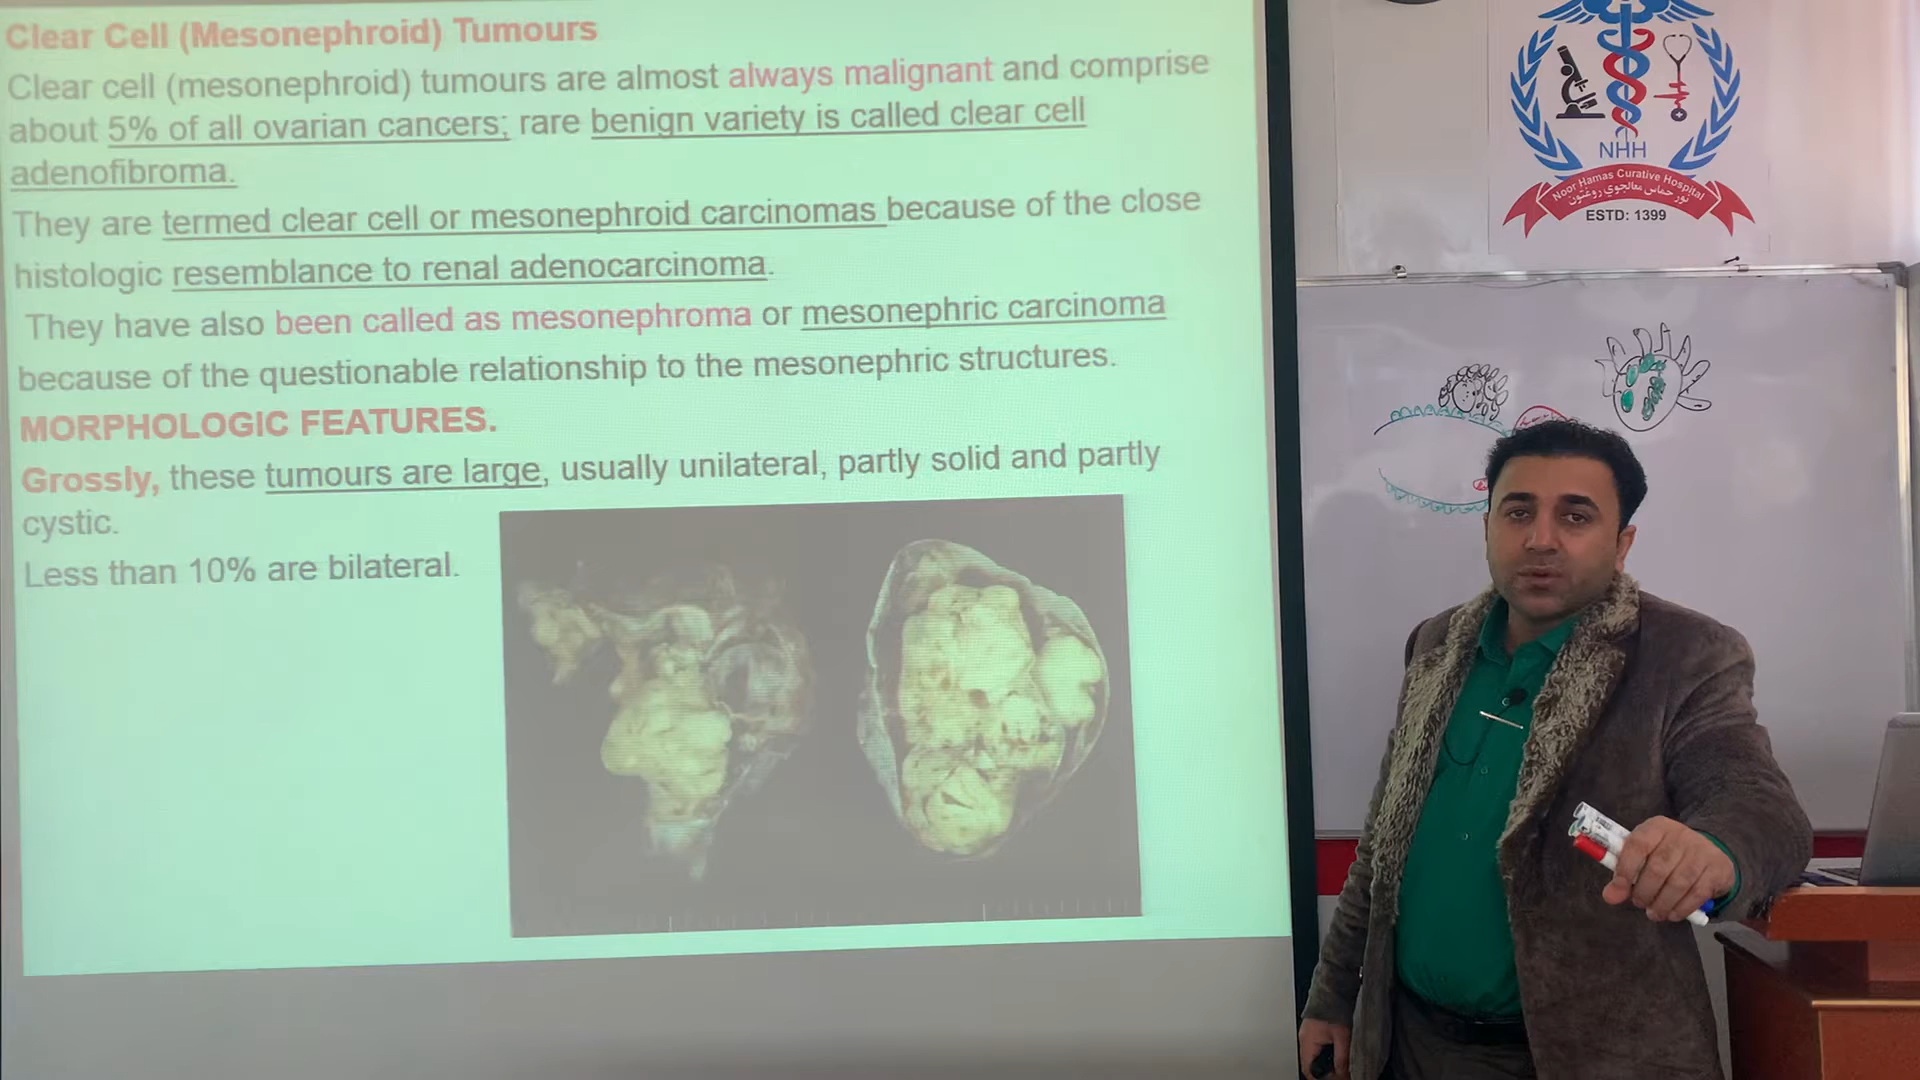 Clear Cell (Mesonephroid) Tumours
Clear cell (mesonephroid) tumours are almost always malignant and comprise
about 5% of all ovarian cancers; rare benign variety is called clear cell
adenofibroma.
They are termed clear cell or mesonephroid carcinomas because of the close
histologic resemblance to renal adenocarcinoma.
They have also been called as mesonephroma or mesonephric carcinoma
because of the questionable relationship to the mesonephric structures.
MORPHOLOGIC FEATURES.
Grossly, these tumours are large, usually unilateral, partly solid and partly
cystic.
Less than 10% are bilateral.
NHH
Noor Hamas Curative Hospital
نور حماس معالجوي روغتون
ESTD: 1399